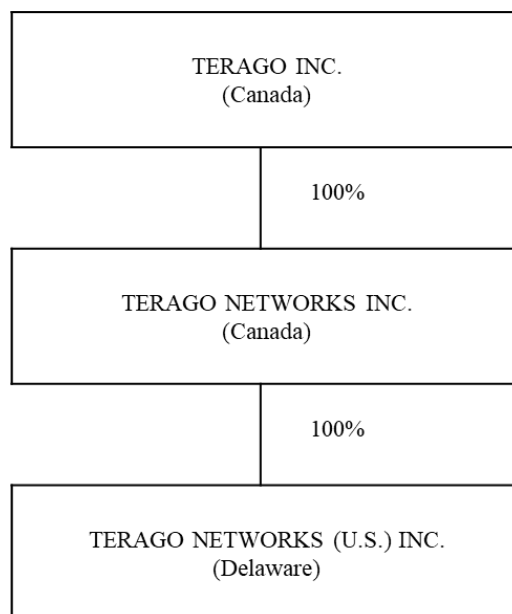 TERAGO INC.
(Canada)
100%
TERAGO NETWORKS INC.
(Canada)
100%
TERAGO NETWORKS (U.S.) INC.
(Delaware)